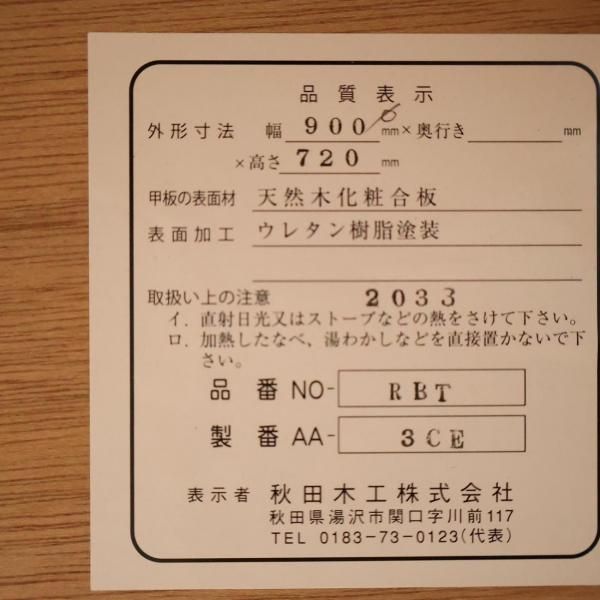 品質表示
外形寸法 幅 900φ mm×奥行き mm
×高さ 720 mm
甲板の表面材 天然木化粧合板
表面加工 ウレタン樹脂塗装
取扱い上の注意 2033
イ. 直射日光又はストーブなどの熱をさけて下さい。
ロ. 加熱したなべ、湯わかしなどを直接置かないで下
さい。
品番 NO- RBT
製番 AA- 3CE
表示者 秋田木工株式会社
秋田県湯沢市関口字川前117
TEL 0183-73-0123(代表)